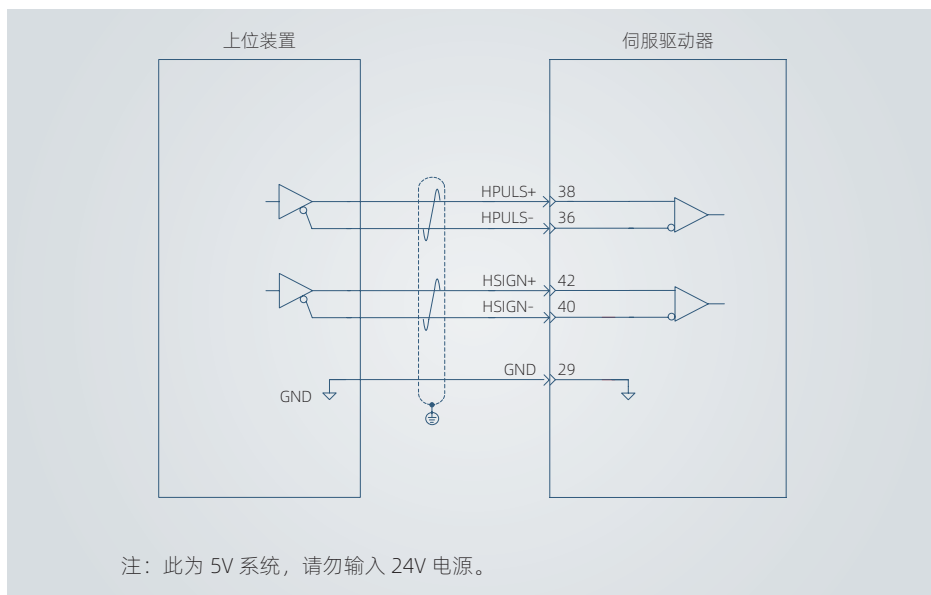 上位装置
伺服驱动器
HPULS+ 38
HPULS- 36
HSIGN+ 42
HSIGN- 40
GND 29
GND
注：此为 5V 系统，请勿输入 24V 电源。